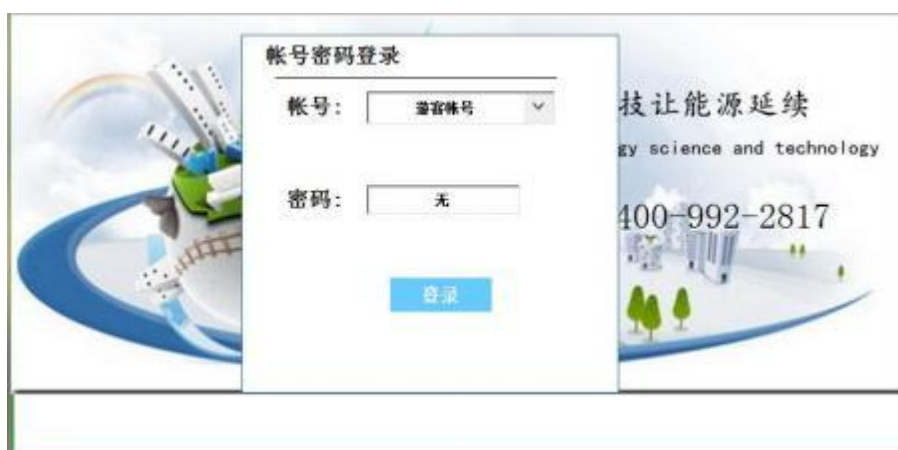 帐号密码登录
帐号: 游客帐号
技让能源延续
gy science and technology
密码: 无
400-992-2817
登录